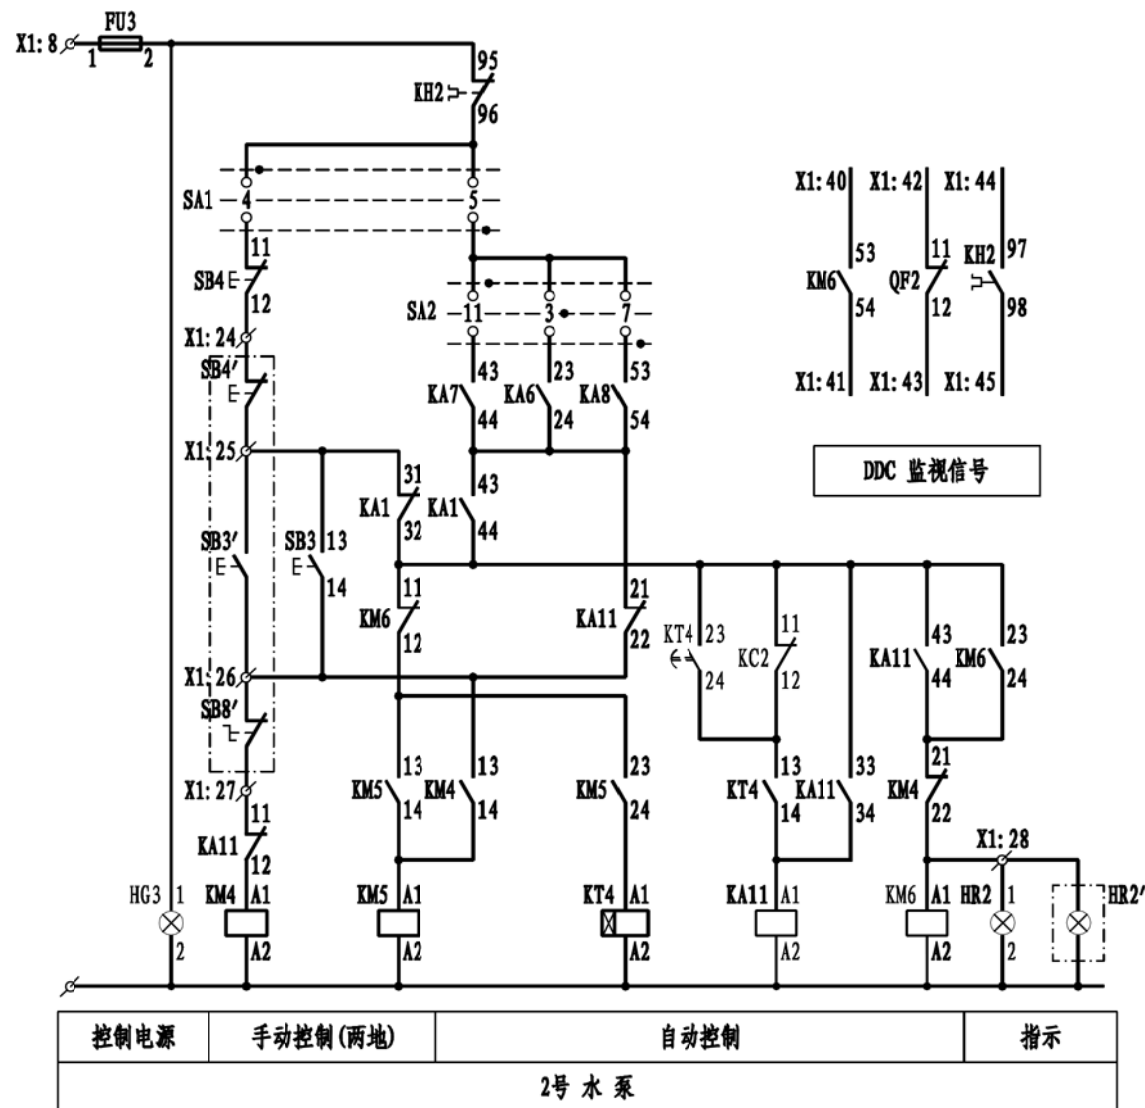 FU3
X1:8
1 2
95
KH2
96
SA1 4 5
X1:40 X1:42 X1:44
11
SB4
12
53 11 97
KM6 QF2 KH2
54 12 98
SA2 11 3 7
X1:24
SB4′
43 23 53
KA7 KA6 KA8
44 24 54
X1:41 X1:43 X1:45
X1:25
DDC 监视信号
31 43
KA1 KA1
32 44
SB3′ SB3 13
14
11 21
KM6 KA11
12 22
23 11 43 23
KT4 KC2 KA11 KM6
24 12 44 24
X1:26
SB8′
13 13 23 13 33 21
KM5 KM4 KM5 KT4 KA11 KM4
14 14 24 14 34 22
X1:27
11
KA11
12
X1:28
HG3 1 KM4 A1 KM5 A1 KT4 A1 KA11 A1 KM6 A1 HR2 1 HR2′
2 A2 A2 A2 A2 A2 2
控制电源 手动控制(两地) 自动控制 指示
2号 水 泵